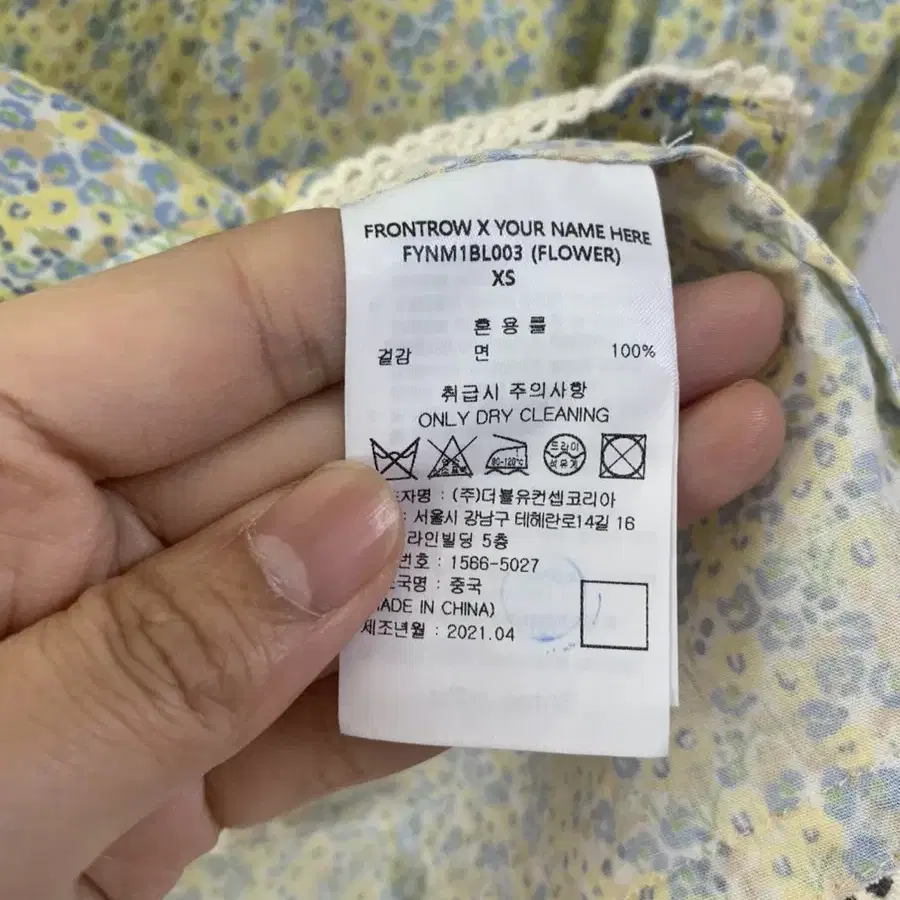 FRONTROW X YOUR NAME HERE
FYNM1BL003 (FLOWER)
XS
혼 용 률
겉감 면 100%
취급시 주의사항
ONLY DRY CLEANING
80-120℃ 드라이 석유계
자명 : (주)더블유컨셉코리아
: 서울시 강남구 테헤란로14길 16
라인빌딩 5층
번호 : 1566-5027
국명 : 중국
ADE IN CHINA)
제조년월 : 2021.04